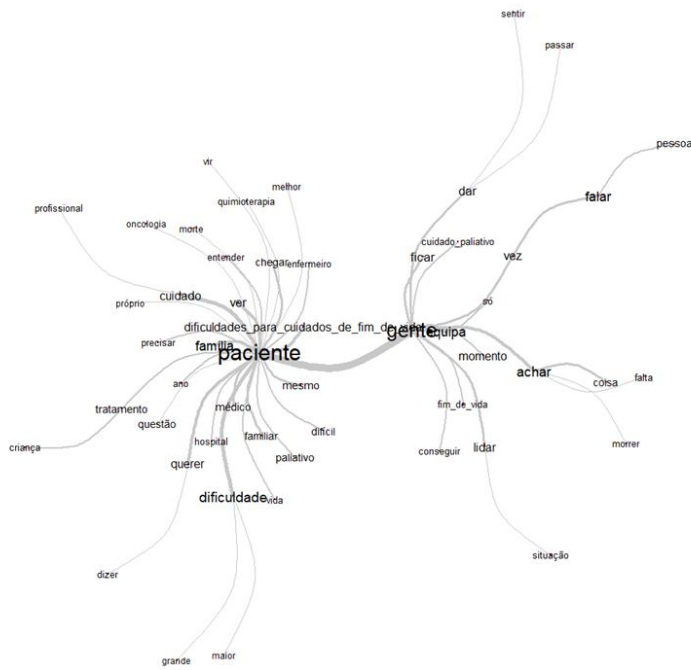 sentir
passar
pessoa
vir
melhor
quimioterapia
dar
falar
profissional
oncologia
morte
cuidado_paliativo
entender
chegar
enfermeiro
ficar
vez
cuidado
próprio
ver
só
dificuldades_para_cuidados_de_fim_de_vida
gente
equipa
precisar
familia
paciente
momento
achar
ano
mesmo
coisa
falta
tratamento
médico
fim_de_vida
questão
difícil
hospital
familiar
morrer
criança
paliativo
conseguir
lidar
querer
dificuldade
vida
situação
dizer
maior
grande